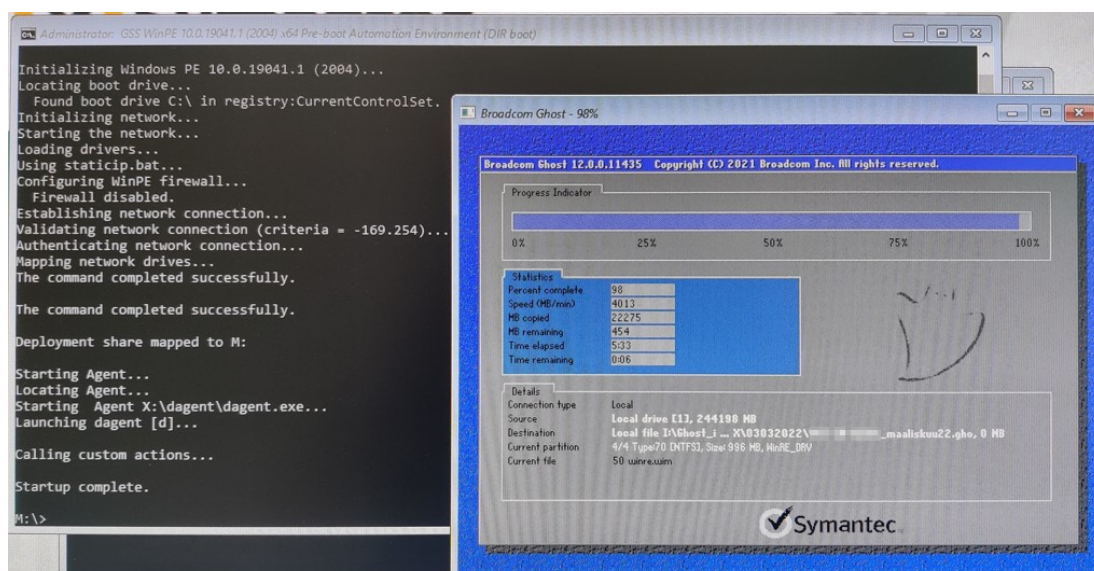 Administrator: GSS WinPE 10.0.19041.1 (2004) x64 Pre-boot Automation Environment (DIR boot)
Initializing Windows PE 10.0.19041.1 (2004)...
Locating boot drive...
Found boot drive C:\ in registry:CurrentControlSet.
Initializing network...
Starting the network...
Loading drivers...
Using staticip.bat...
Configuring WinPE firewall...
Firewall disabled.
Establishing network connection...
Validating network connection (criteria = -169.254)...
Authenticating network connection...
Mapping network drives...
The command completed successfully.
The command completed successfully.
Deployment share mapped to M:
Starting Agent...
Locating Agent...
Starting  Agent X:\dagent\dagent.exe...
Launching dagent [d]...
Calling custom actions...
Startup complete.
M:\>
Broadcom Ghost - 98%
Broadcom Ghost 12.0.0.11435 Copyright (C) 2021 Broadcom Inc. All rights reserved.
Progress Indicator
0% 25% 50% 75% 100%
Statistics
Percent complete 98
Speed (MB/min) 4013
MB copied 22275
MB remaining 454
Time elapsed 5:33
Time remaining 0:06
Details
Connection type Local
Source Local drive [1], 244198 MB
Destination Local file I:\Ghost_i ... X\03032022\ _maaliskuu22.gho, 0 MB
Current partition 4/4 Type:70 [NTFS], Size: 996 MB, WinRE_DRV
Current file 50 winre.wim
Symantec